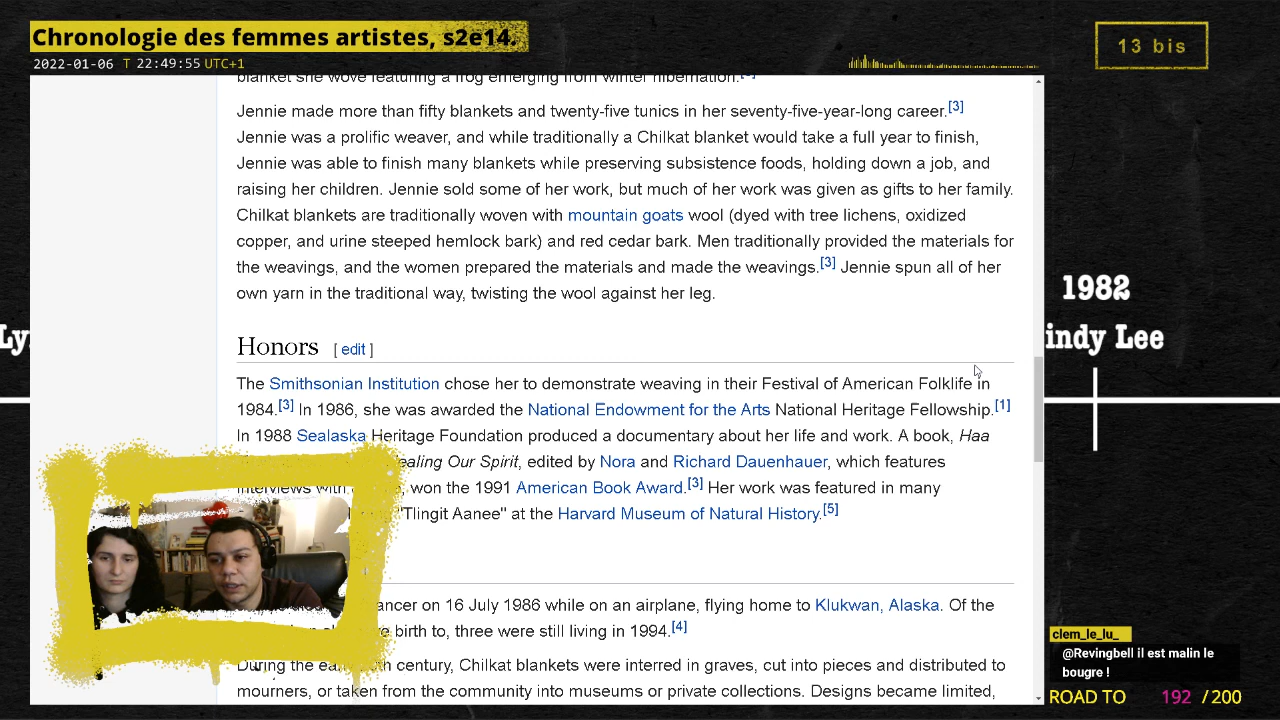 Chronologie des femmes artistes, s2e14.
2022-01-06 T 22:49:55 UTC+1
13 bis
blanket she wove featuring a frog emerging from winter hibernation.
Jennie made more than fifty blankets and twenty-five tunics in her seventy-five-year-long career.[3]
Jennie was a prolific weaver, and while traditionally a Chilkat blanket would take a full year to finish,
Jennie was able to finish many blankets while preserving subsistence foods, holding down a job, and
raising her children. Jennie sold some of her work, but much of her work was given as gifts to her family.
Chilkat blankets are traditionally woven with mountain goats wool (dyed with tree lichens, oxidized
copper, and urine steeped hemlock bark) and red cedar bark. Men traditionally provided the materials for
the weavings, and the women prepared the materials and made the weavings.[3] Jennie spun all of her
own yarn in the traditional way, twisting the wool against her leg.
1982
Ly
indy Lee
Honors [ edit ]
The Smithsonian Institution chose her to demonstrate weaving in their Festival of American Folklife in
1984.[3] In 1986, she was awarded the National Endowment for the Arts National Heritage Fellowship.[1]
In 1988 Sealaska Heritage Foundation produced a documentary about her life and work. A book, Haa
ealing Our Spirit, edited by Nora and Richard Dauenhauer, which features
interviews with won the 1991 American Book Award.[3] Her work was featured in many
"Tlingit Aanee" at the Harvard Museum of Natural History.[5]
ancer on 16 July 1986 while on an airplane, flying home to Klukwan, Alaska. Of the
birth to, three were still living in 1994.[4]
During the early 20th century, Chilkat blankets were interred in graves, cut into pieces and distributed to
mourners, or taken from the community into museums or private collections. Designs became limited,
clem_le_lu_
@Revingbell il est malin le
bougre !
ROAD TO 192 / 200